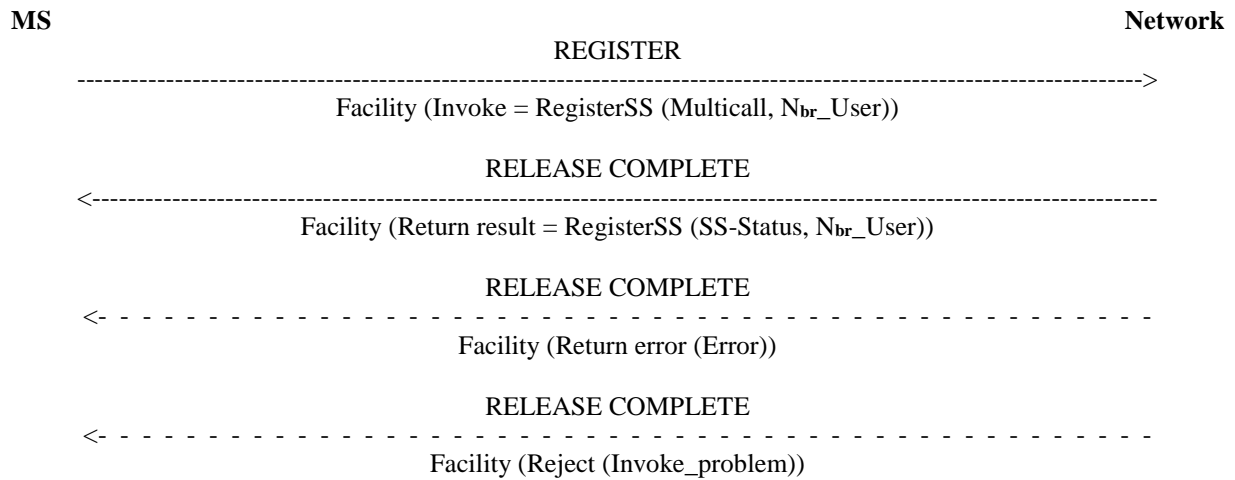 MS Network
REGISTER
------------------------------------------------------------------------------------------------------------------------>
Facility (Invoke = RegisterSS (Multicall, Nbr_User))
RELEASE COMPLETE
<------------------------------------------------------------------------------------------------------------------------
Facility (Return result = RegisterSS (SS-Status, Nbr_User))
RELEASE COMPLETE
<- - - - - - - - - - - - - - - - - - - - - - - - - - - - - - - - - - - - - - - - - - - - - - - - -
Facility (Return error (Error))
RELEASE COMPLETE
<- - - - - - - - - - - - - - - - - - - - - - - - - - - - - - - - - - - - - - - - - - - - - - - - -
Facility (Reject (Invoke_problem))